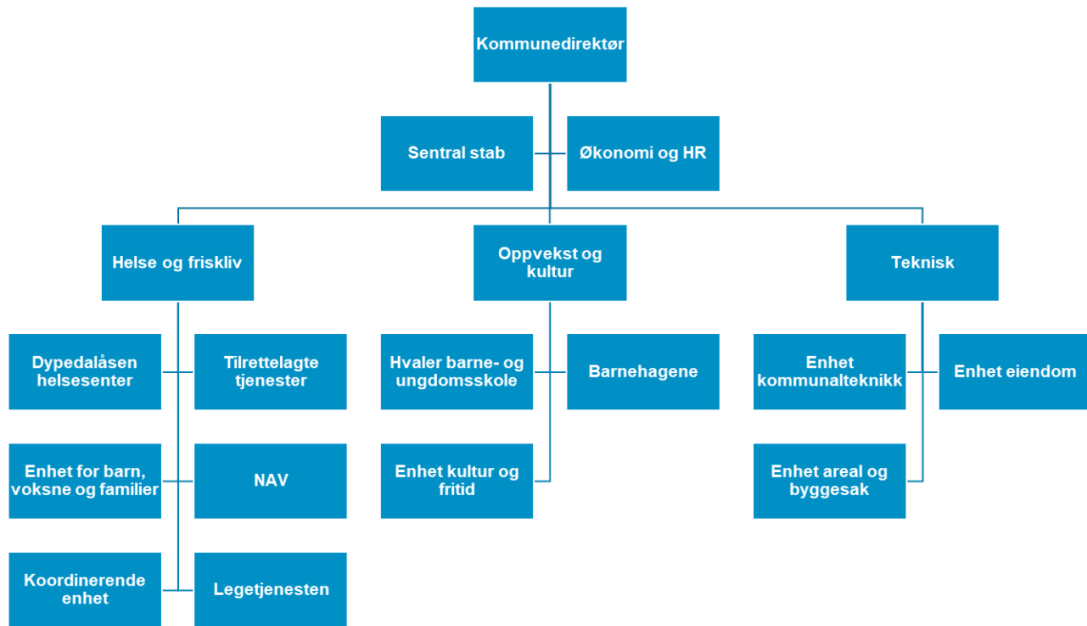 Kommunedirektør
Sentral stab
Økonomi og HR
Helse og friskliv
Oppvekst og
kultur
Teknisk
Dypedalåsen
helsesenter
Tilrettelagte
tjenester
Hvaler barne- og
ungdomsskole
Barnehagene
Enhet
kommunalteknikk
Enhet eiendom
Enhet for barn,
voksne og familier
NAV
Enhet kultur og
fritid
Enhet areal og
byggesak
Koordinerende
enhet
Legetjenesten